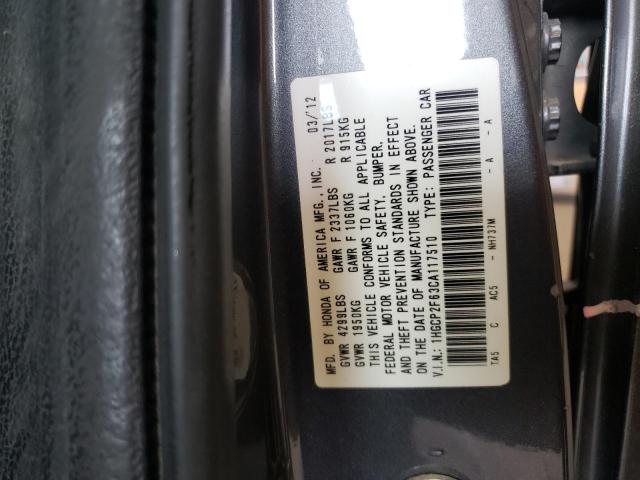 MFD. BY HONDA OF AMERICA MFG., INC. 03/12
GVWR 4299LBS GAWR F 2337LBS R 2017LBS
GVWR 1950KG GAWR F 1060KG R 915KG
THIS VEHICLE CONFORMS TO ALL APPLICABLE
FEDERAL MOTOR VEHICLE SAFETY, BUMPER,
AND THEFT PREVENTION STANDARDS IN EFFECT
ON THE DATE OF MANUFACTURE SHOWN ABOVE.
V.I.N.: 1HGCP2F63CA117510 TYPE: PASSENGER CAR
TA5 C AC5 - NH737M - A - A